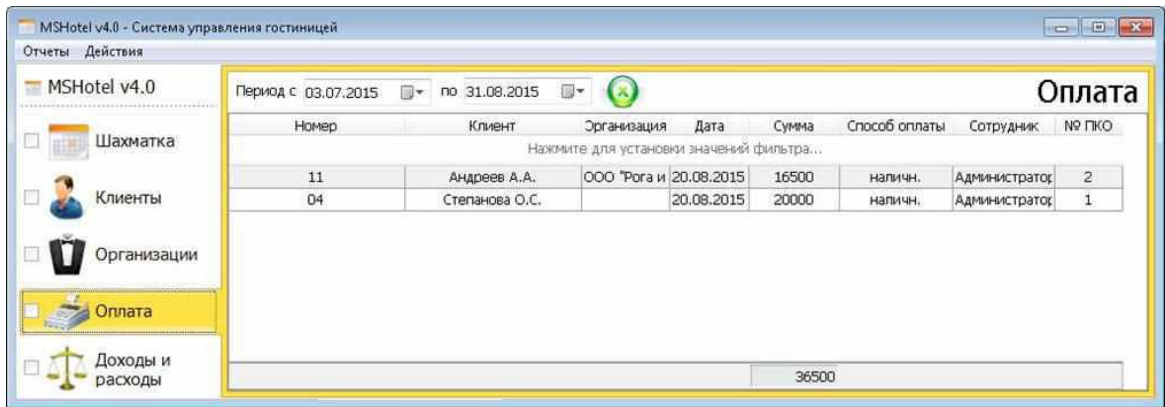 MSHotel v4.0 - Система управления гостиницей
Отчеты Действия
MSHotel v4.0
Шахматка
Клиенты
Организации
Оплата
Доходы и
расходы
Период с 03.07.2015 по 31.08.2015
Оплата
Номер Клиент Организация Дата Сумма Способ оплаты Сотрудник № ПКО
Нажмите для установки значений фильтра...
11 Андреев А.А. ООО "Рога и 20.08.2015 16500 наличн. Администратор 2
04 Степанова О.С. 20.08.2015 20000 наличн. Администратор 1
36500